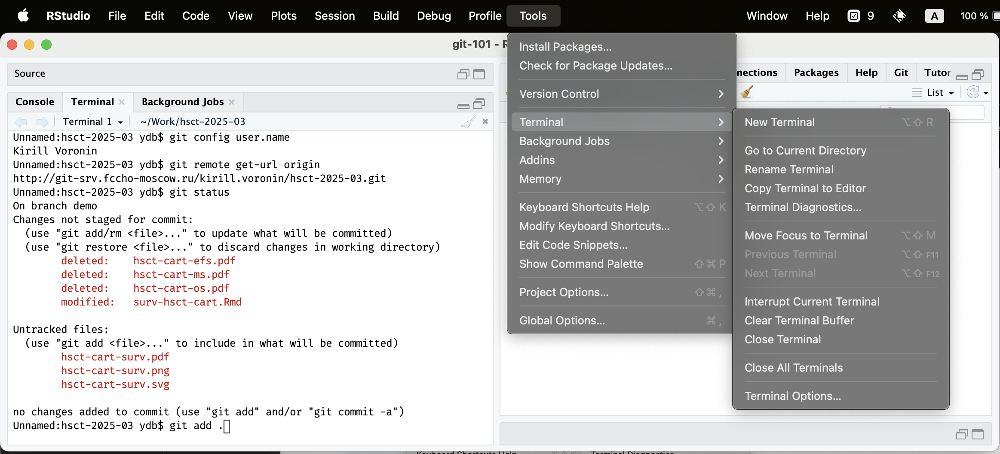 RStudio File Edit Code View Plots Session Build Debug Profile Tools Window Help 9 A 100 %
git-101 - R
Source
Console Terminal Background Jobs
Terminal 1 ~/Work/hsct-2025-03
Unnamed:hsct-2025-03 ydb$ git config user.name
Kirill Voronin
Unnamed:hsct-2025-03 ydb$ git remote get-url origin
http://git-srv.fccho-moscow.ru/kirill.voronin/hsct-2025-03.git
Unnamed:hsct-2025-03 ydb$ git status
On branch demo
Changes not staged for commit:
(use "git add/rm <file>..." to update what will be committed)
(use "git restore <file>..." to discard changes in working directory)
deleted: hsct-cart-efs.pdf
deleted: hsct-cart-ms.pdf
deleted: hsct-cart-os.pdf
modified: surv-hsct-cart.Rmd
Untracked files:
(use "git add <file>..." to include in what will be committed)
hsct-cart-surv.pdf
hsct-cart-surv.png
hsct-cart-surv.svg
no changes added to commit (use "git add" and/or "git commit -a")
Unnamed:hsct-2025-03 ydb$ git add .
Install Packages...
Check for Package Updates...
Version Control
Terminal
Background Jobs
Addins
Memory
Keyboard Shortcuts Help ⌥⇧ K
Modify Keyboard Shortcuts...
Edit Code Snippets...
Show Command Palette ⇧⌘ P
Project Options... ⇧⌘ ,
Global Options... ⌘ ,
nections Packages Help Git Tutor
List
New Terminal ⌥⇧ R
Go to Current Directory
Rename Terminal
Copy Terminal to Editor
Terminal Diagnostics...
Move Focus to Terminal ⌥⇧ M
Previous Terminal ⌥⇧ F11
Next Terminal ⌥⇧ F12
Interrupt Current Terminal
Clear Terminal Buffer
Close Terminal
Close All Terminals
Terminal Options...